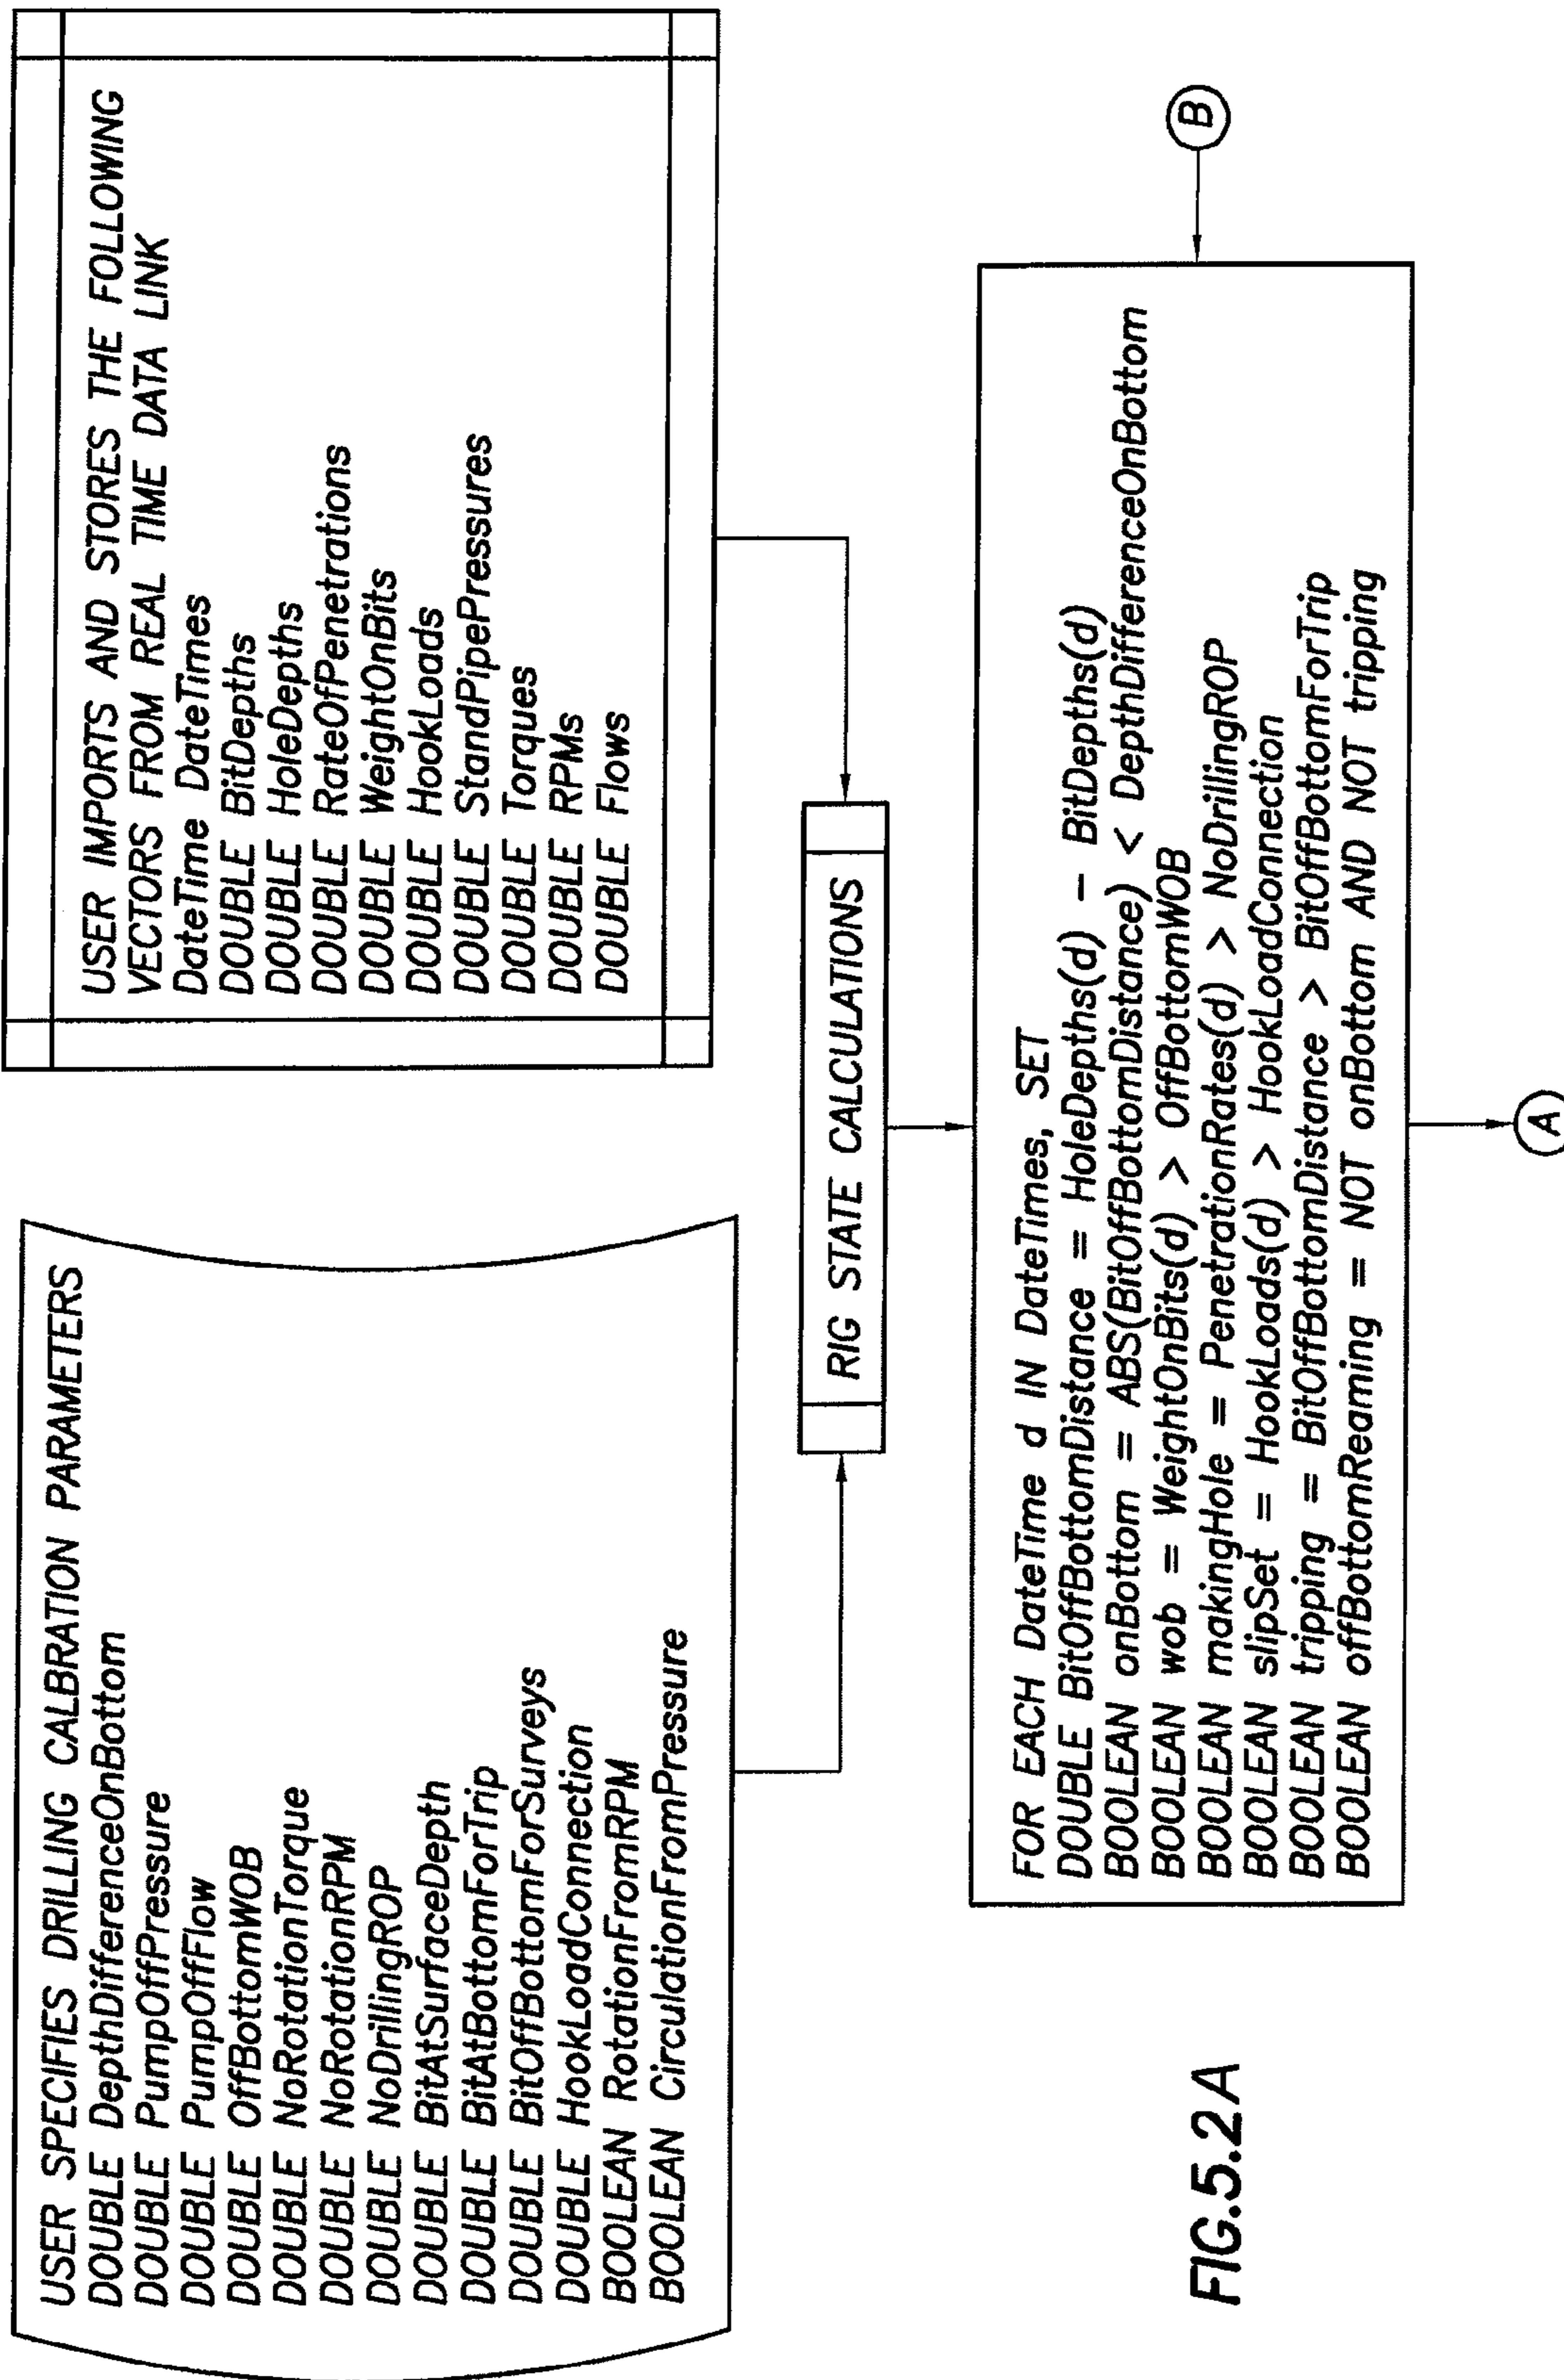 USER SPECIFIES DRILLING CALBRATION PARAMETERS
DOUBLE DepthDifferenceOnBottom
DOUBLE PumpOffPressure
DOUBLE PumpOffFlow
DOUBLE OffBottomWOB
DOUBLE NoRotationTorque
DOUBLE NoRotationRPM
DOUBLE NoDrillingROP
DOUBLE BitAtSurfaceDepth
DOUBLE BitAtBottomForTrip
DOUBLE BitOffBottomForSurveys
DOUBLE HookLoadConnection
BOOLEAN RotationFromRPM
BOOLEAN CirculationFromPressure
USER IMPORTS AND STORES THE FOLLOWING
VECTORS FROM REAL TIME DATA LINK
DateTime DateTimes
DOUBLE BitDepths
DOUBLE HoleDepths
DOUBLE RateOfPenetrations
DOUBLE WeightOnBits
DOUBLE HookLoads
DOUBLE StandPipePressures
DOUBLE Torques
DOUBLE RPMs
DOUBLE Flows
RIG STATE CALCULATIONS
FOR EACH DateTime d IN DateTimes, SET
DOUBLE BitOffBottomDistance = HoleDepths(d) - BitDepths(d)
BOOLEAN onBottom = ABS(BitOffBottomDistance) < DepthDifferenceOnBottom
BOOLEAN wob = WeightOnBits(d) > OffBottomWOB
BOOLEAN makingHole = PenetrationRates(d) > NoDrillingROP
BOOLEAN slipSet = HookLoads(d) > HookLoadConnection
BOOLEAN tripping = BitOffBottomDistance > BitOffBottomForTrip
BOOLEAN offBottomReaming = NOT onBottom AND NOT tripping
B
A
FIG.5.2A